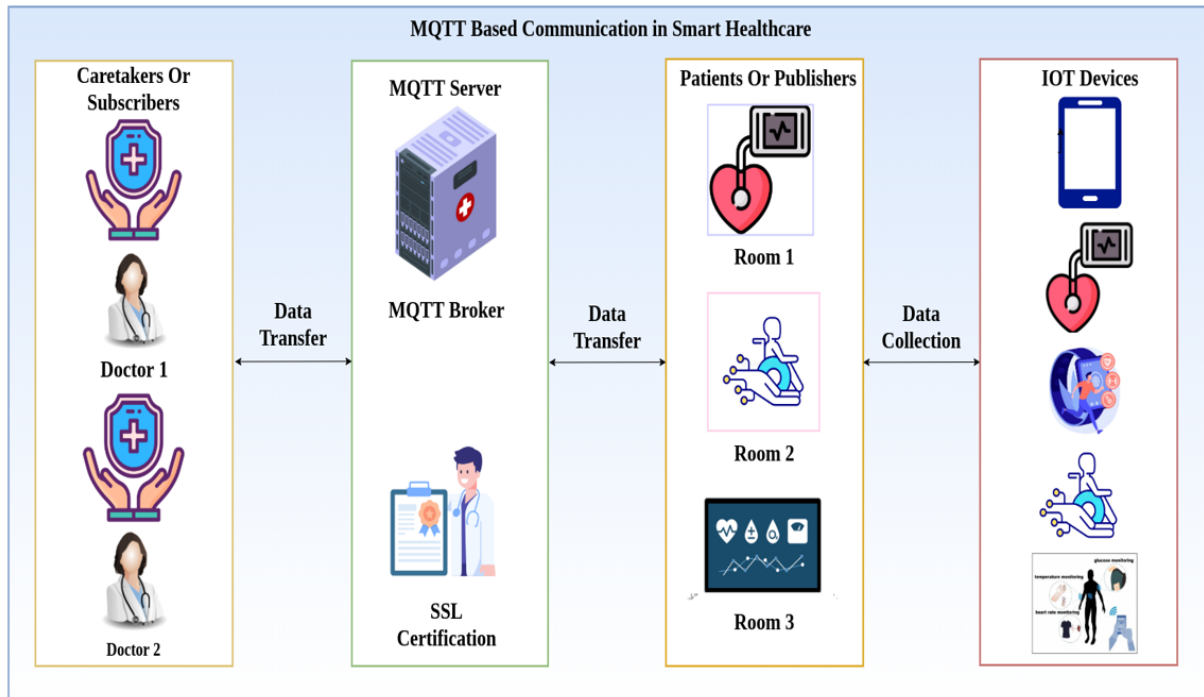 MQTT Based Communication in Smart Healthcare
Caretakers Or
Subscribers
Doctor 1
Doctor 2
Data
Transfer
MQTT Server
MQTT Broker
SSL
Certification
Data
Transfer
Patients Or Publishers
Room 1
Room 2
Room 3
Data
Collection
IOT Devices
glucose monitoring
temperature monitoring
heart rate monitoring